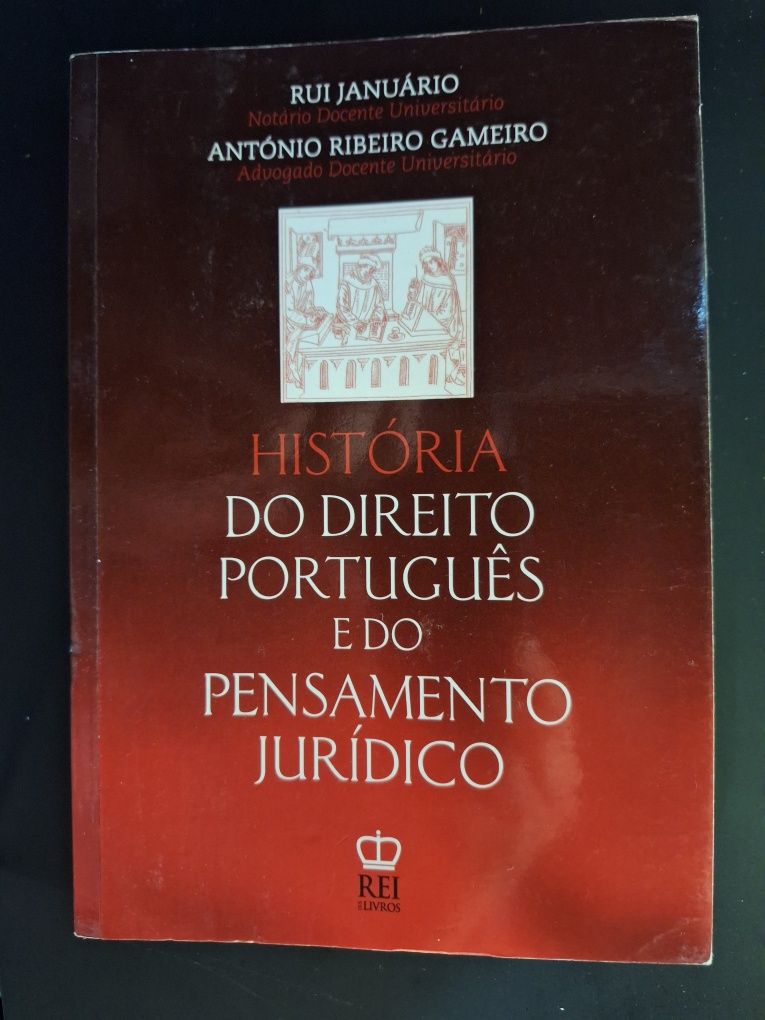 RUI JANUÁRIO
Notário Docente Universitário
ANTÓNIO RIBEIRO GAMEIRO
Advogado Docente Universitário
HISTÓRIA
DO DIREITO
PORTUGUÊS
E DO
PENSAMENTO
JURÍDICO
REI
DOS LIVROS